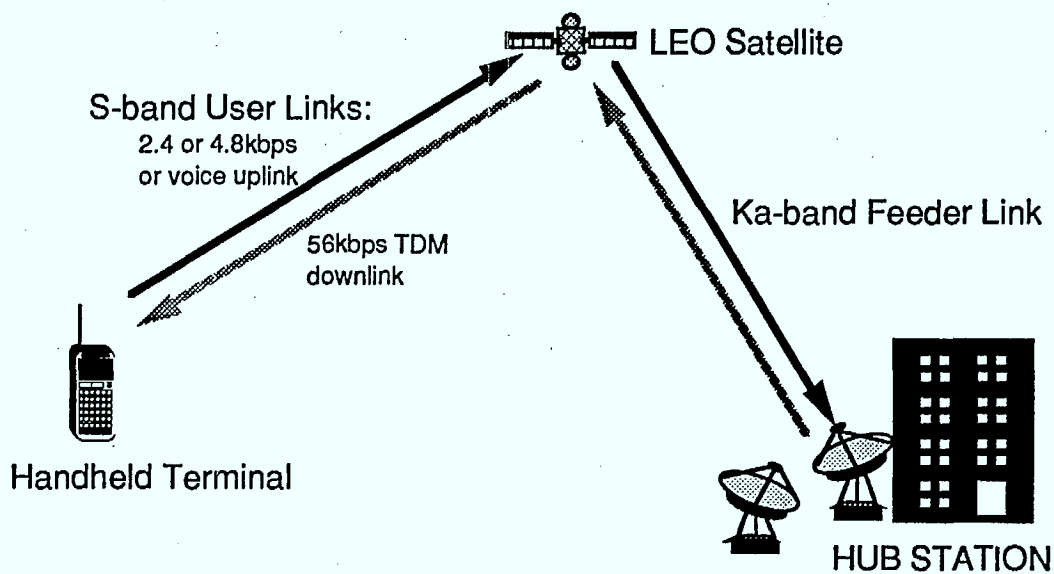 LEO Satellite
S-band User Links:
2.4 or 4.8kbps
or voice uplink
Ka-band Feeder Link
56kbps TDM
downlink
Handheld Terminal
HUB STATION